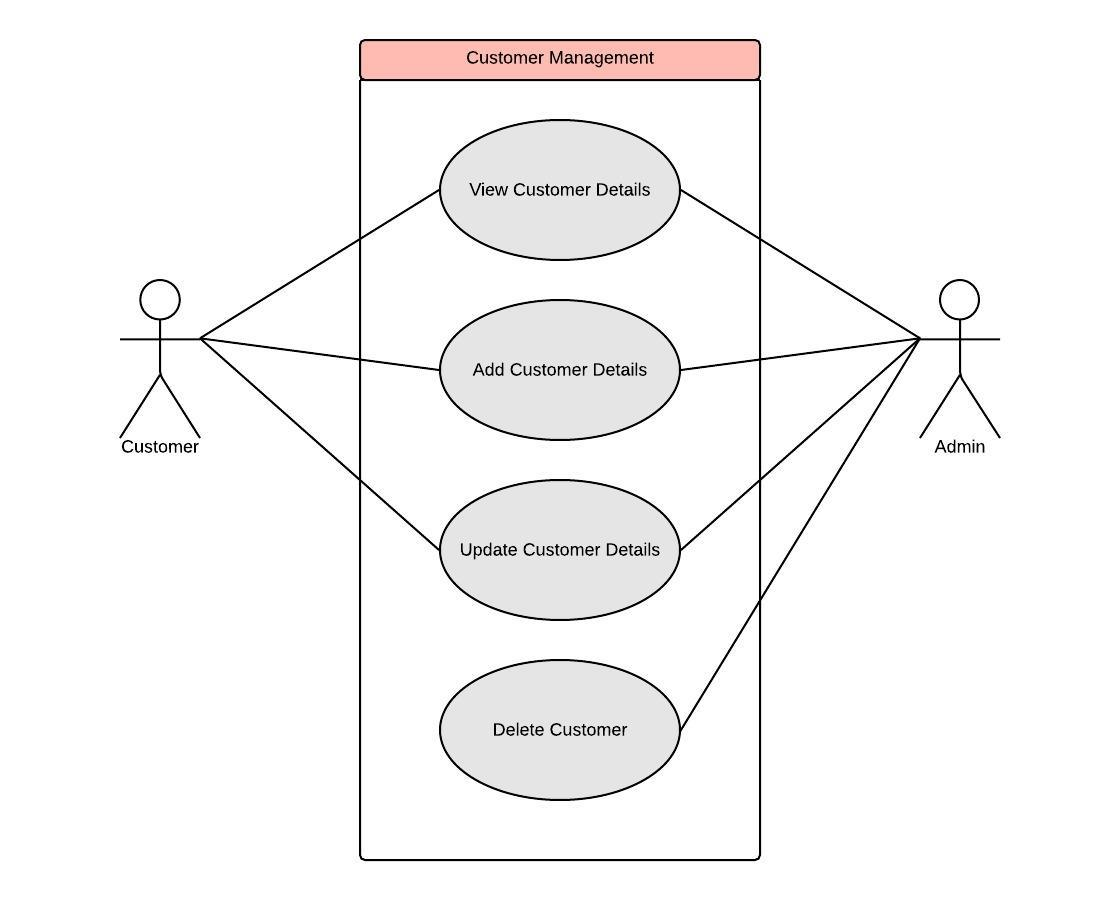 Customer Management
View Customer Details
Add Customer Details
Customer
Admin
Update Customer Details
Delete Customer